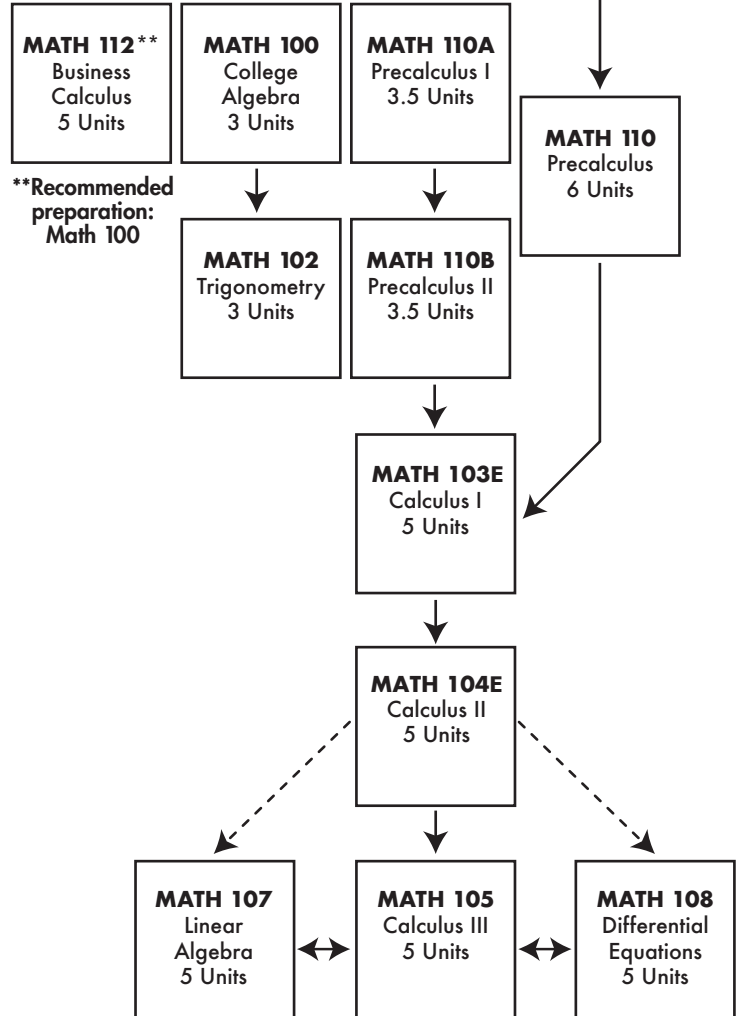 MATH 112**
Business
Calculus
5 Units
**Recommended
preparation:
Math 100
MATH 100
College
Algebra
3 Units
MATH 110A
Precalculus I
3.5 Units
MATH 110
Precalculus
6 Units
MATH 102
Trigonometry
3 Units
MATH 110B
Precalculus II
3.5 Units
MATH 103E
Calculus I
5 Units
MATH 104E
Calculus II
5 Units
MATH 107
Linear
Algebra
5 Units
MATH 105
Calculus III
5 Units
MATH 108
Differential
Equations
5 Units